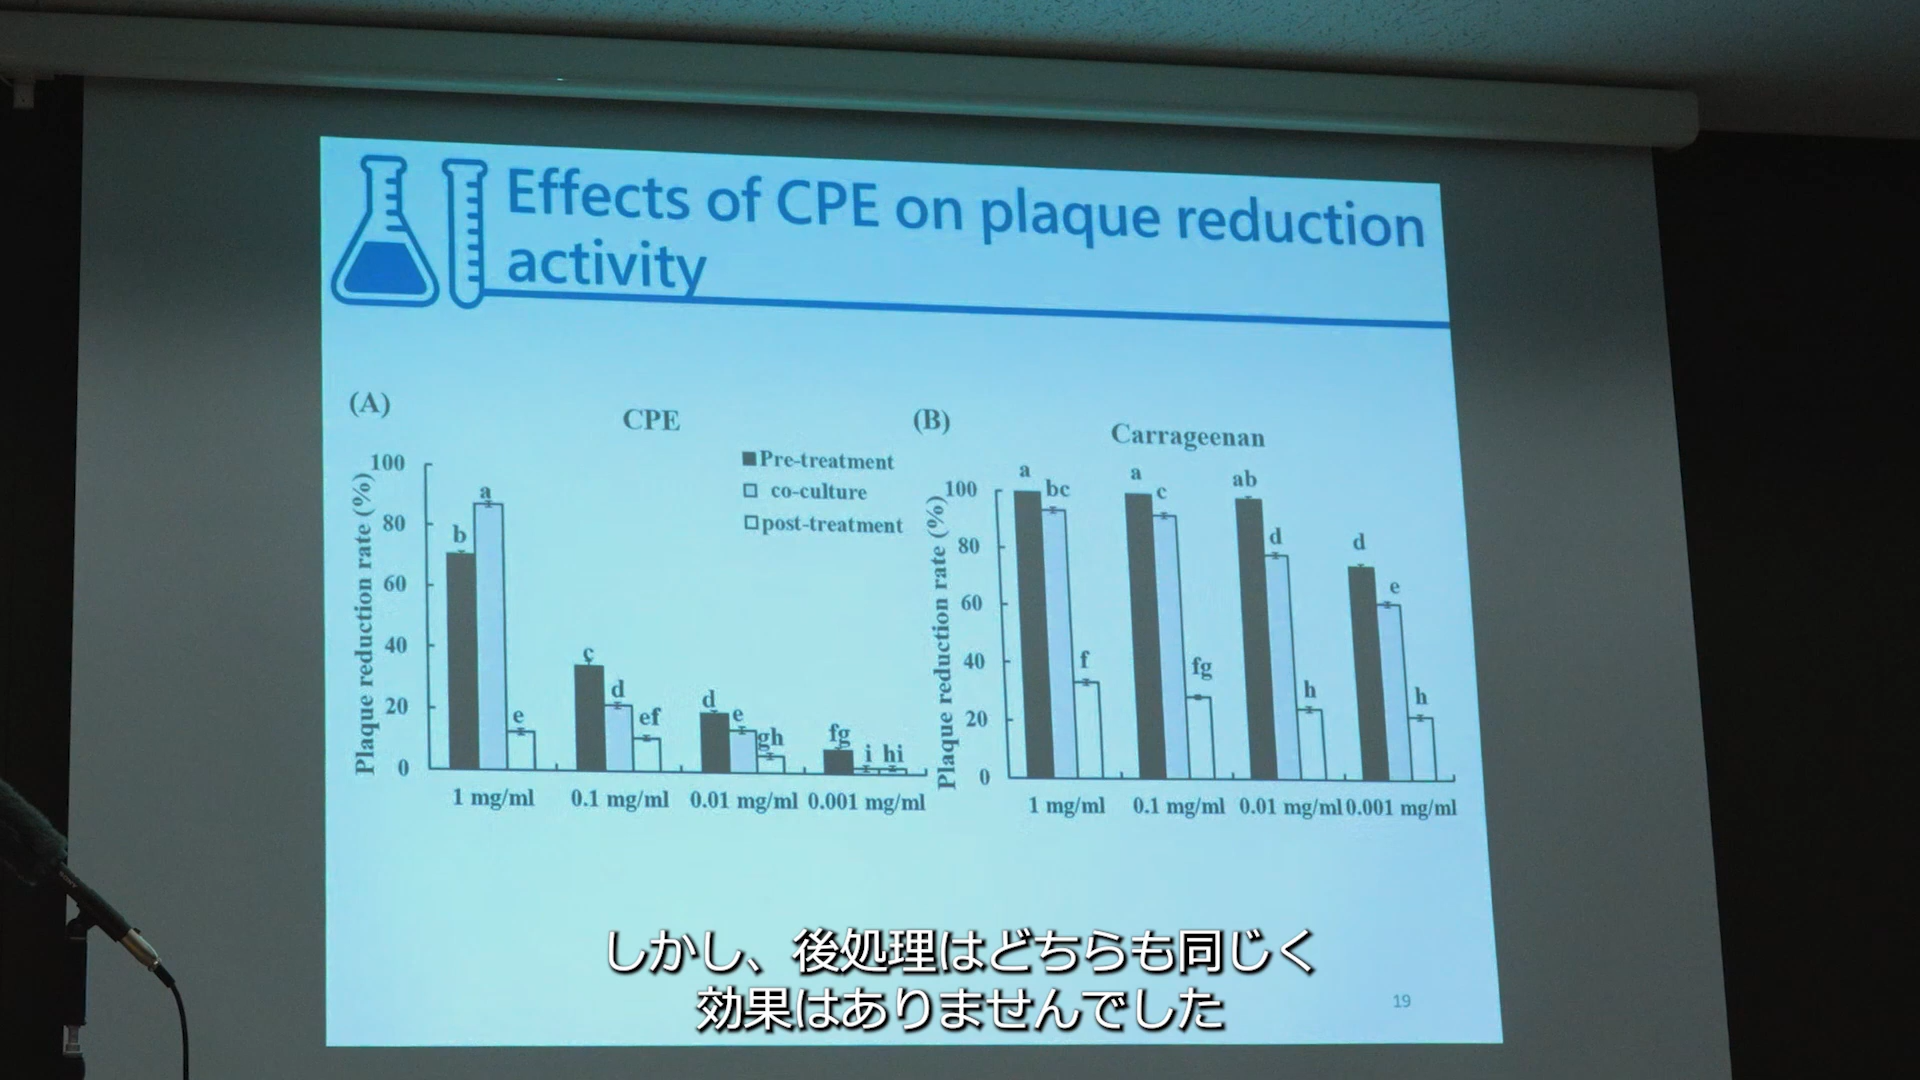 Effects of CPE on plaque reduction
activity
(A)
CPE
Pre-treatment
co-culture
post-treatment
Plaque reduction rate (%)
100
80
60
40
20
0
b
a
e
c
d
ef
d
e
gh
fg
i
hi
1 mg/ml
0.1 mg/ml
0.01 mg/ml
0.001 mg/ml
(B)
Carrageenan
Plaque reduction rate (%)
100
80
60
40
20
0
a
bc
f
a
c
fg
ab
d
h
d
e
h
1 mg/ml
0.1 mg/ml
0.01 mg/ml
0.001 mg/ml
しかし、後処理はどちらも同じく
効果はありませんでした
19